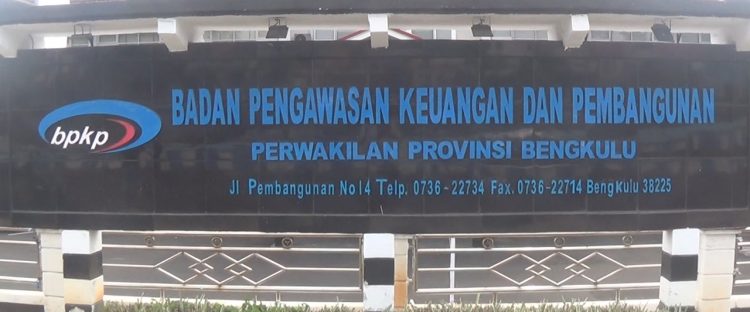 bpkp
BADAN PENGAWASAN KEUANGAN DAN PEMBANGUNAN
PERWAKILAN PROVINSI BENGKULU
Jl Pembangunan No14 Telp. 0736-22734 Fax. 0736-22714 Bengkulu 38225